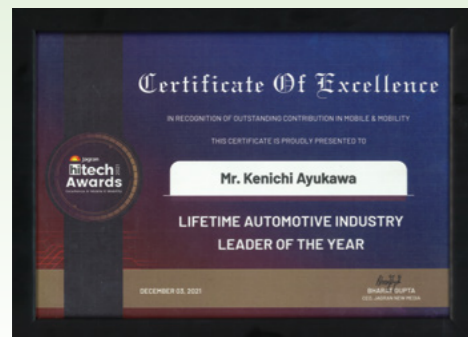 Certificate Of Excellence
IN RECOGNITION OF OUTSTANDING CONTRIBUTION IN MOBILE & MOBILITY
THIS CERTIFICATE IS PROUDLY PRESENTED TO
jagran
hitech
2021
Awards
Mr. Kenichi Ayukawa
LIFETIME AUTOMOTIVE INDUSTRY
LEADER OF THE YEAR
DECEMBER 03, 2021
BHARAT GUPTA
CEO, JAGRAN NEW MEDIA